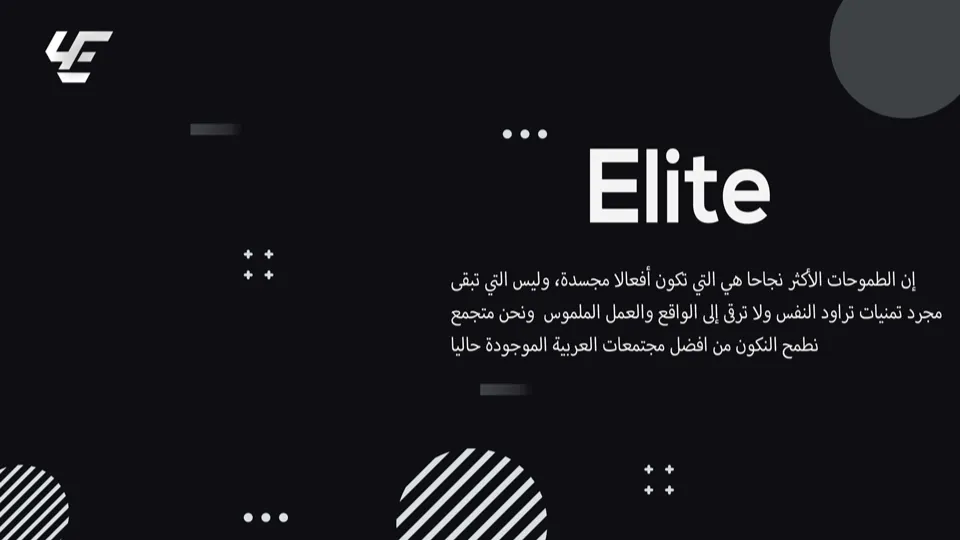 Elite
إن الطموحات الأكثر نجاحا هي التي تكون أفعالا مجسدة، وليس التي تبقى
مجرد تمنيات تراود النفس ولا ترقى إلى الواقع والعمل الملموس ونحن متجمع
نطمح النكون من افضل مجتمعات العربية الموجودة حاليا